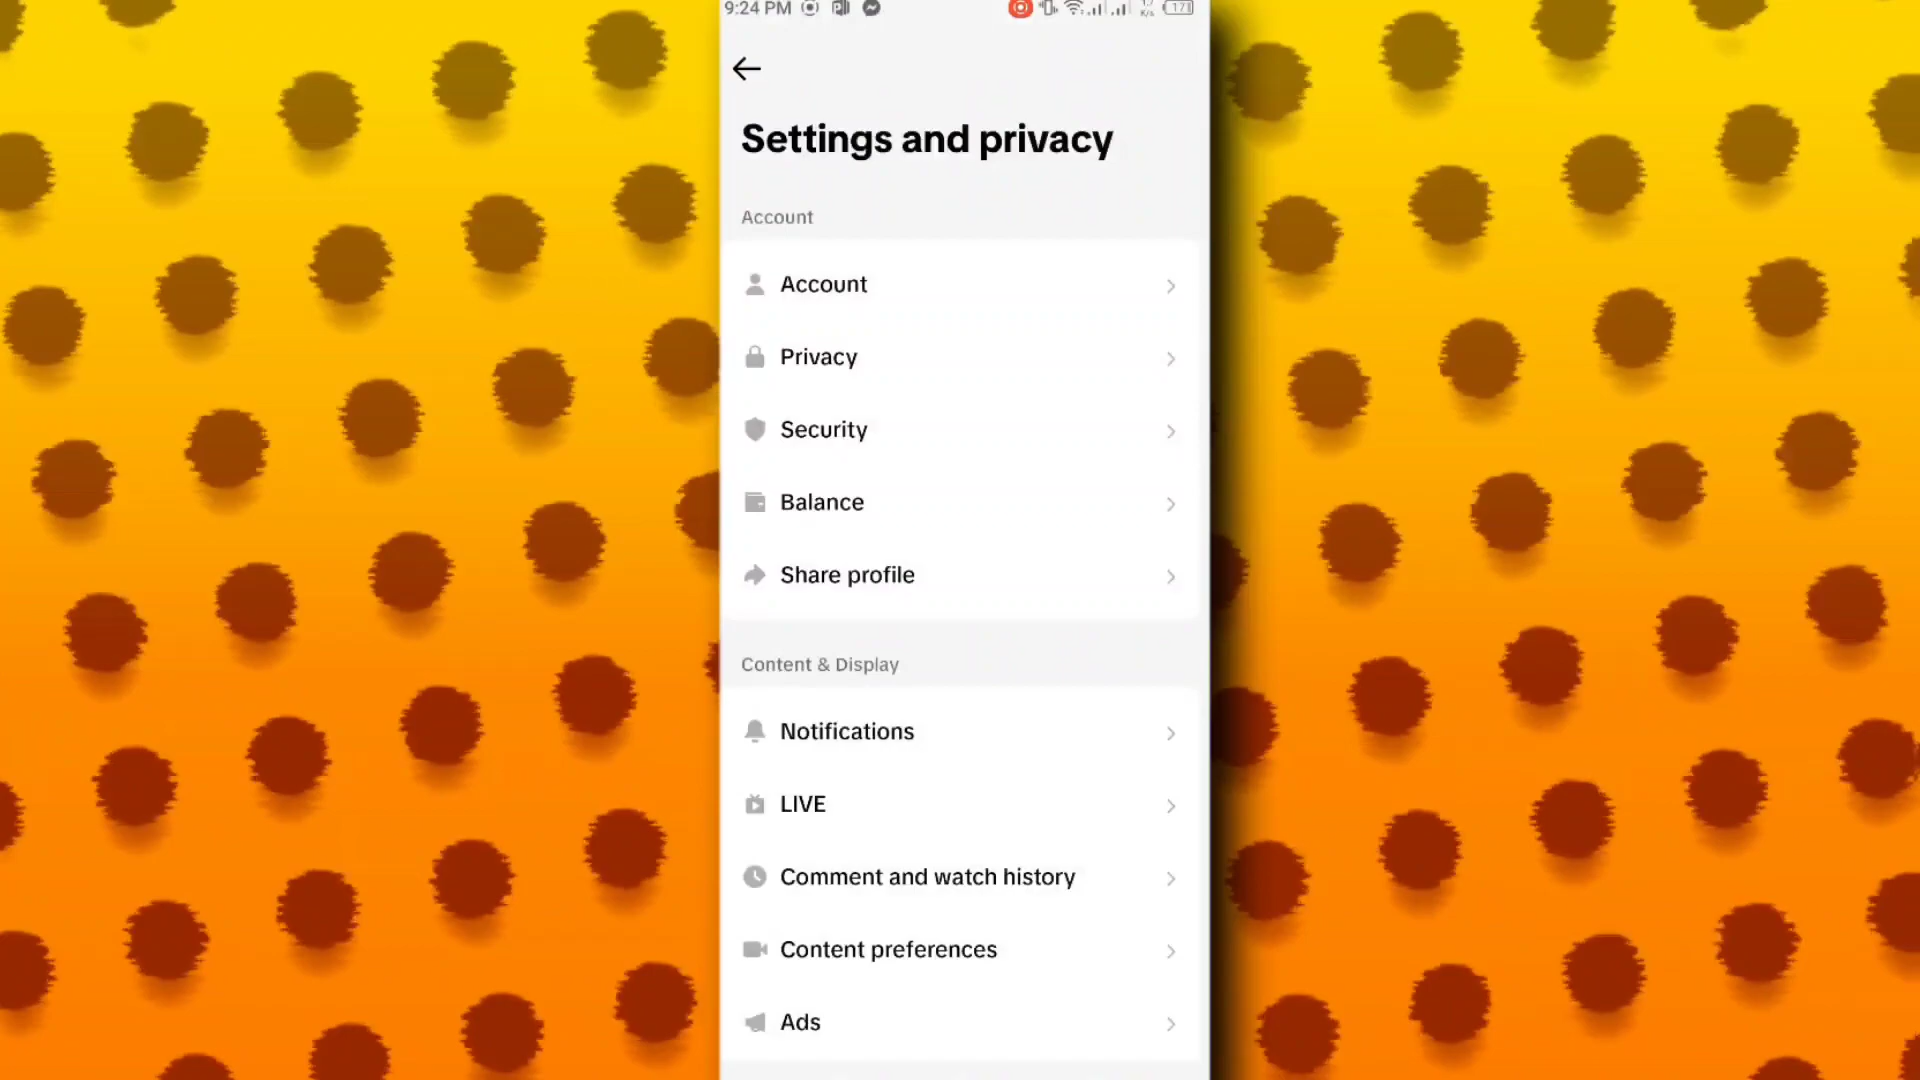 9:24 PM
Settings and privacy
Account
Account
Privacy
Security
Balance
Share profile
Content & Display
Notifications
LIVE
Comment and watch history
Content preferences
Ads